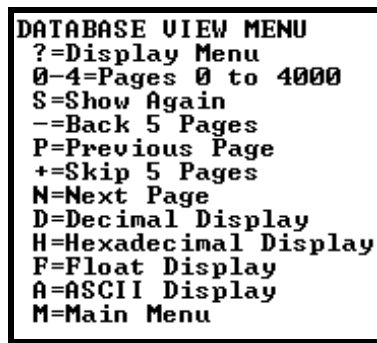 DATABASE VIEW MENU
?=Display Menu
0-4=Pages 0 to 4000
S=Show Again
-=Back 5 Pages
P=Previous Page
+=Skip 5 Pages
N=Next Page
D=Decimal Display
H=Hexadecimal Display
F=Float Display
A=ASCII Display
M=Main Menu